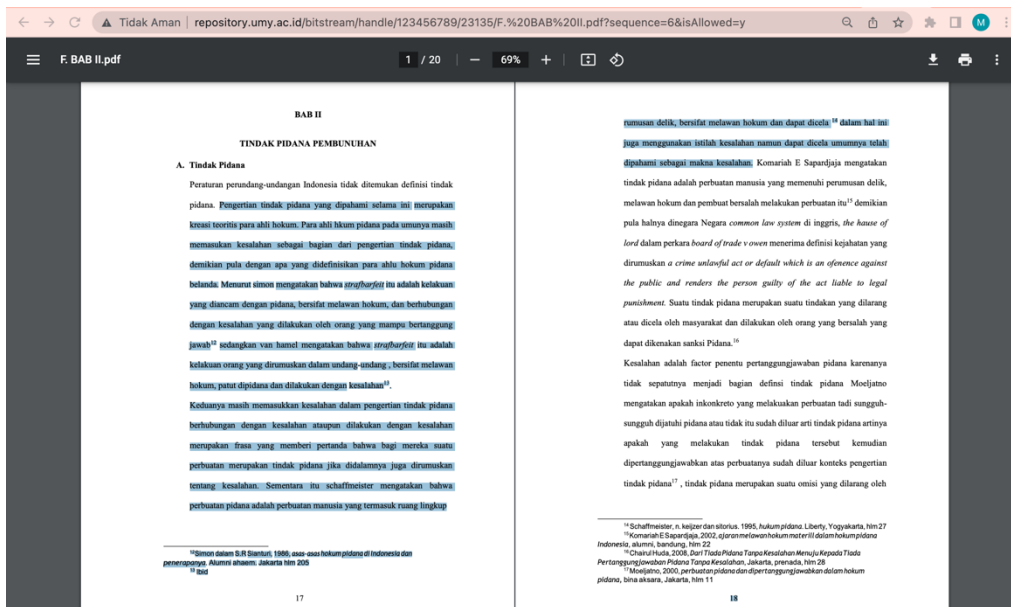 Tidak Aman
repository.umy.ac.id/bitstream/handle/123456789/23135/F.%20BAB%20II.pdf?sequence=6&isAllowed=y
M
F. BAB II.pdf
1 / 20
69%
BAB II
TINDAK PIDANA PEMBUNUHAN
A. Tindak Pidana
Peraturan perundang-undangan Indonesia tidak ditemukan definisi tindak
pidana. Pengertian tindak pidana yang dipahami selama ini merupakan
kreasi teoritis para ahli hokum. Para ahli hkum pidana pada umunya masih
memasukan kesalahan sebagai bagian dari pengertian tindak pidana,
demikian pula dengan apa yang didefinisikan para ahlu hokum pidana
belanda. Menurut simon mengatakan bahwa strafbarfeit itu adalah kelakuan
yang diancam dengan pidana, bersifat melawan hokum, dan berhubungan
dengan kesalahan yang dilakukan oleh orang yang mampu bertanggung
jawab12 sedangkan van hamel mengatakan bahwa strafbarfeit itu adalah
kelakuan orang yang dirumuskan dalam undang-undang , bersifat melawan
hokum, patut dipidana dan dilakukan dengan kesalahan13.
Keduanya masih memasukkan kesalahan dalam pengertian tindak pidana
berhubungan dengan kesalahan ataupun dilakukan dengan kesalahan
merupakan frasa yang memberi pertanda bahwa bagi mereka suatu
perbuatan merupakan tindak pidana jika didalamnya juga dirumuskan
tentang kesalahan. Sementara itu schaffmeister mengatakan bahwa
perbuatan pidana adalah perbuatan manusia yang termasuk ruang lingkup
12Simon dalam S.R Sianturi, 1986, asas-asas hokum pidana di Indonesia dan
penerapanya. Alumni ahaem. Jakarta hlm 205
13 Ibid
17
rumusan delik, bersifat melawan hokum dan dapat dicela 14 dalam hal ini
juga menggunakan istilah kesalahan namun dapat dicela umumnya telah
dipahami sebagai makna kesalahan. Komariah E Sapardjaja mengatakan
tindak pidana adalah perbuatan manusia yang memenuhi perumusan delik,
melawan hokum dan pembuat bersalah melakukan perbuatan itu15 demikian
pula halnya dinegara Negara common law system di inggris, the hause of
lord dalam perkara board of trade v owen menerima definisi kejahatan yang
dirumuskan a crime unlawful act or default which is an ofenence against
the public and renders the person guilty of the act liable to legal
punishment. Suatu tindak pidana merupakan suatu tindakan yang dilarang
atau dicela oleh masyarakat dan dilakukan oleh orang yang bersalah yang
dapat dikenakan sanksi Pidana.16
Kesalahan adalah factor penentu pertanggungjawaban pidana karenanya
tidak sepatutnya menjadi bagian definsi tindak pidana Moeljatno
mengatakan apakah inkonkreto yang melakuakan perbuatan tadi sungguh-
sungguh dijatuhi pidana atau tidak itu sudah diluar arti tindak pidana artinya
apakah yang melakukan tindak pidana tersebut kemudian
dipertanggungjawabkan atas perbuatanya sudah diluar konteks pengertian
tindak pidana17 , tindak pidana merupakan suatu omisi yang dilarang oleh
14 Schaffmeister, n. keijzer dan sitorius. 1995, hukum pidana. Liberty, Yogyakarta, hlm 27
15 Komariah E Sapardjaja, 2002, ajaran melawan hokum materill dalam hokum pidana
Indonesia, alumni, bandung, hlm 22
16 Chairul Huda, 2008, Dari Tiada Pidana Tanpa Kesalahan Menuju Kepada Tiada
Pertanggungjawaban Pidana Tanpa Kesalahan, Jakarta, prenada, hlm 28
17 Moeljatno, 2000, perbuatan pidana dan dipertanggungjawabkan dalam hokum
pidana, bina aksara, Jakarta, hlm 11
18